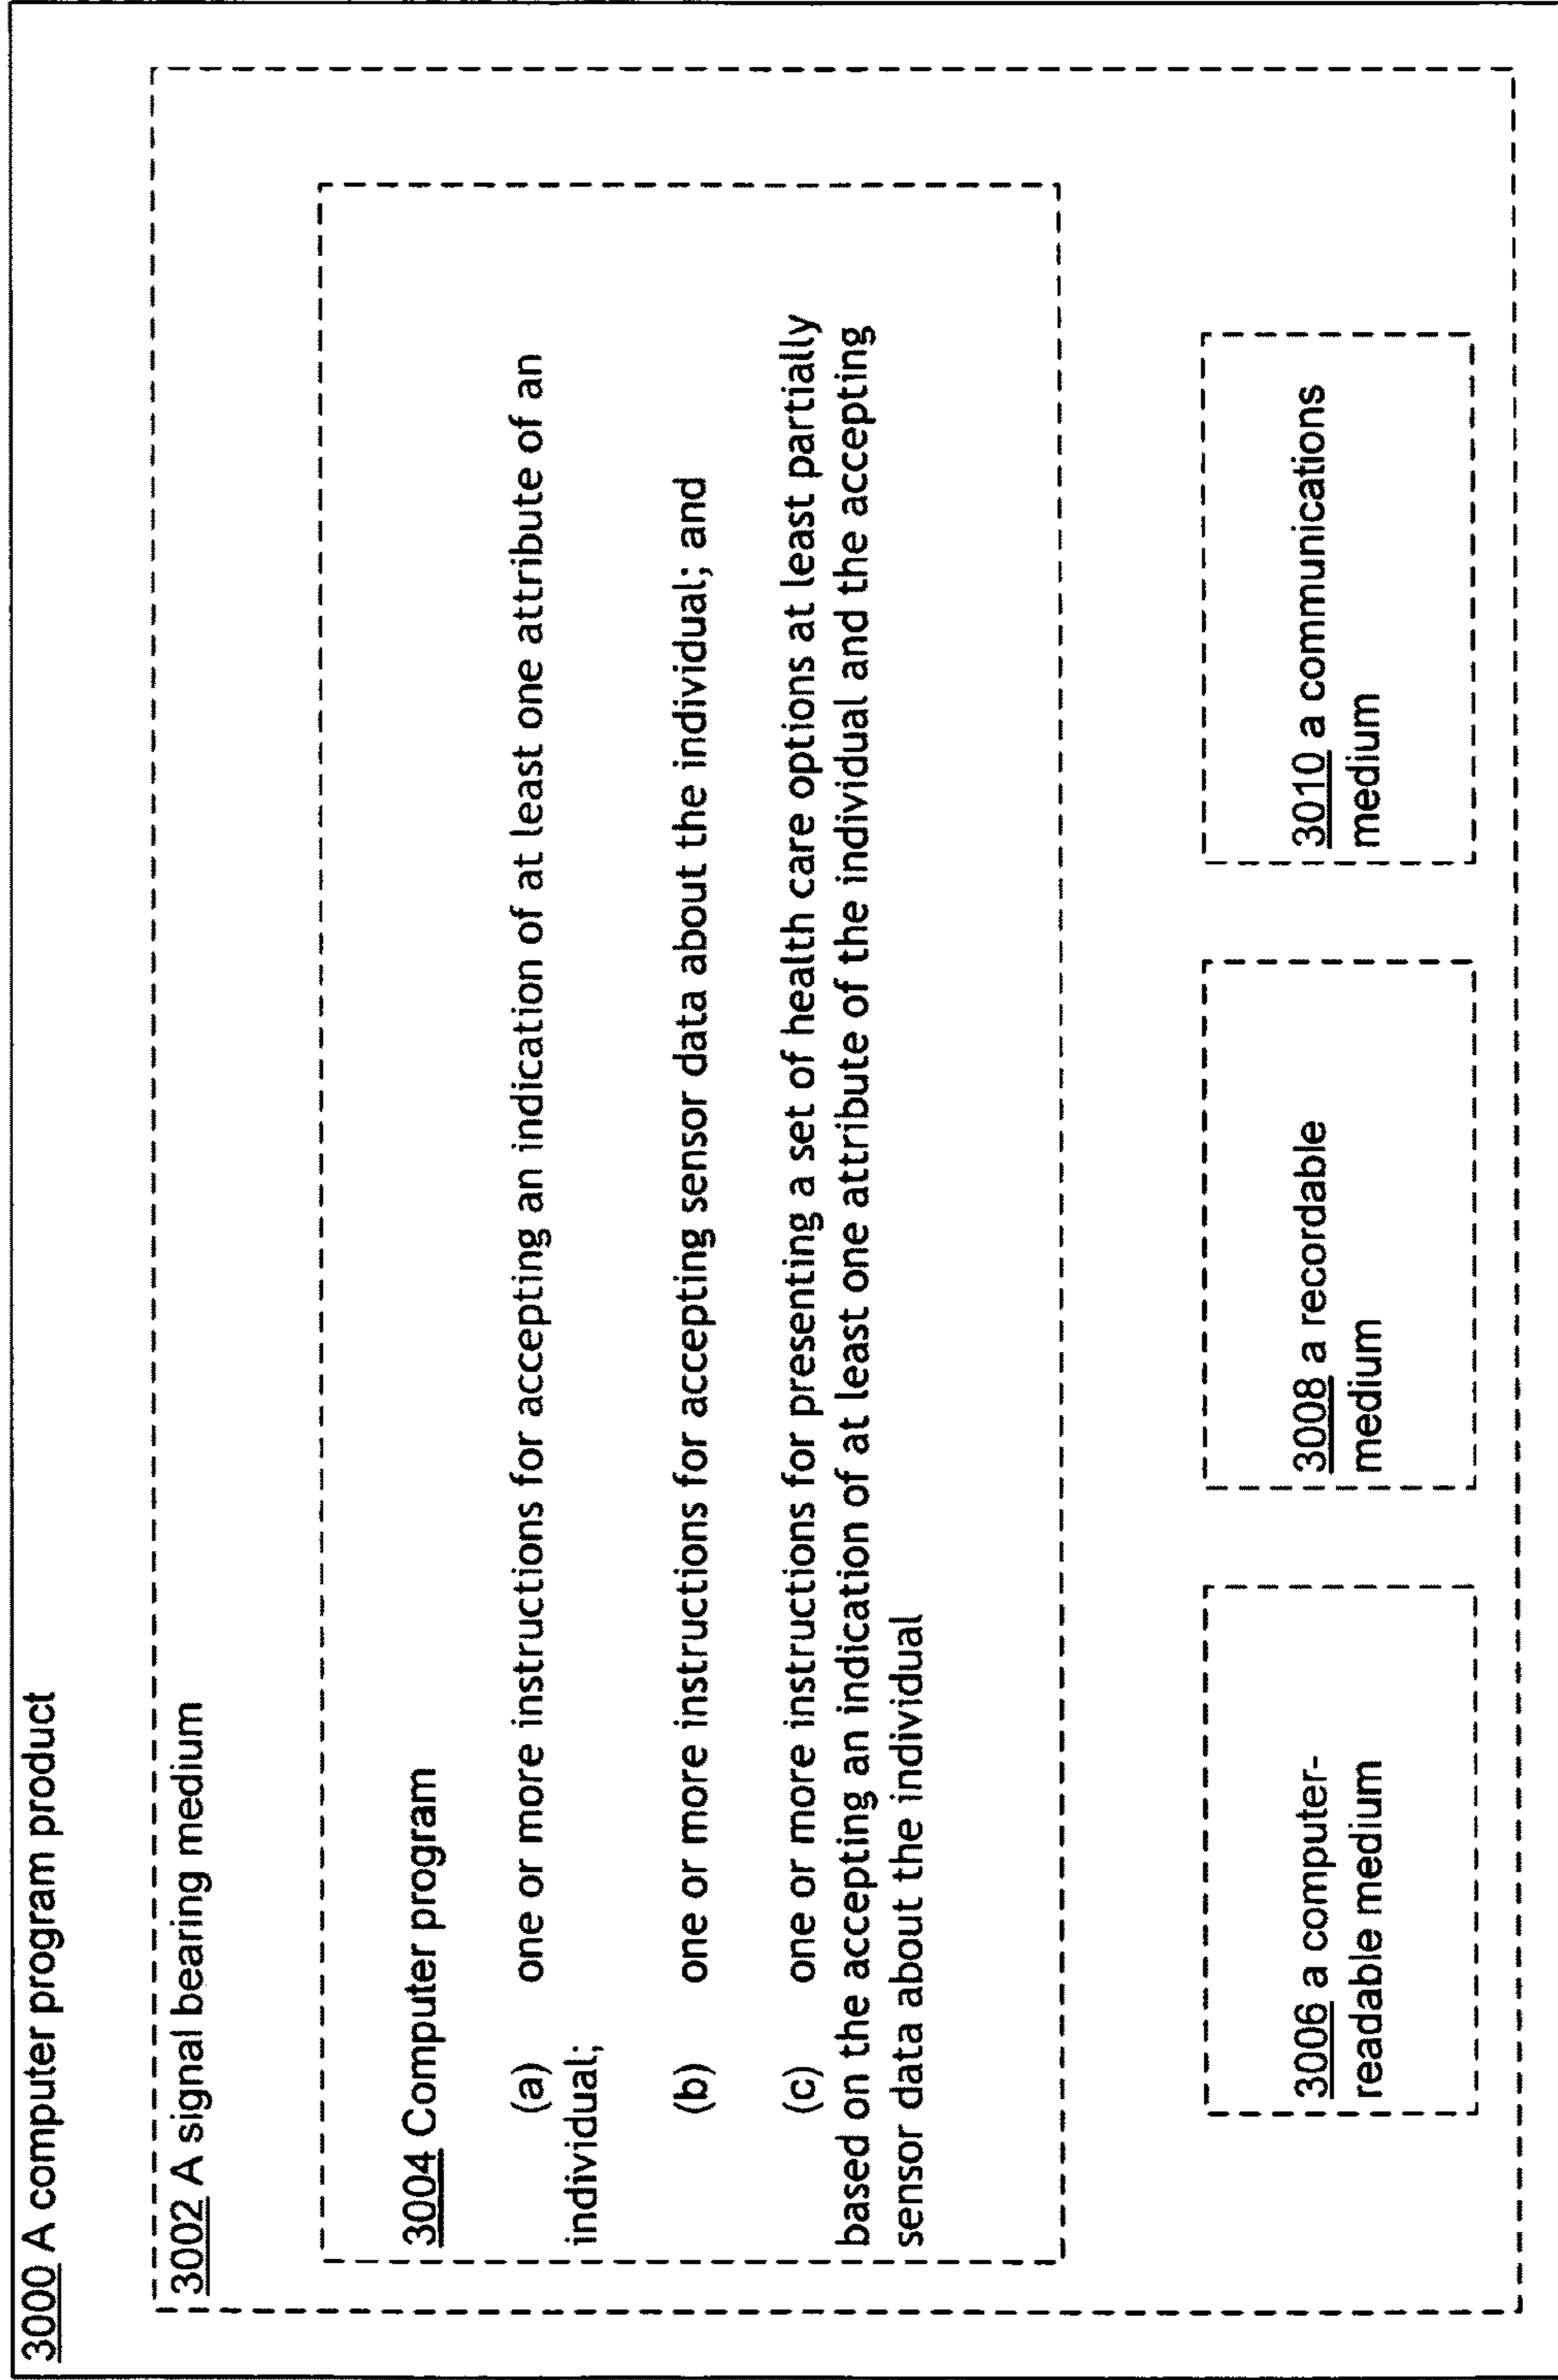 3000 A computer program product
3002 A signal bearing medium
3004 Computer program
(a) one or more instructions for accepting an indication of at least one attribute of an
individual;
(b) one or more instructions for accepting sensor data about the individual; and
(c) one or more instructions for presenting a set of health care options at least partially
based on the accepting an indication of at least one attribute of the individual and the accepting
sensor data about the individual
3006 a computer-
readable medium
3008 a recordable
medium
3010 a communications
medium